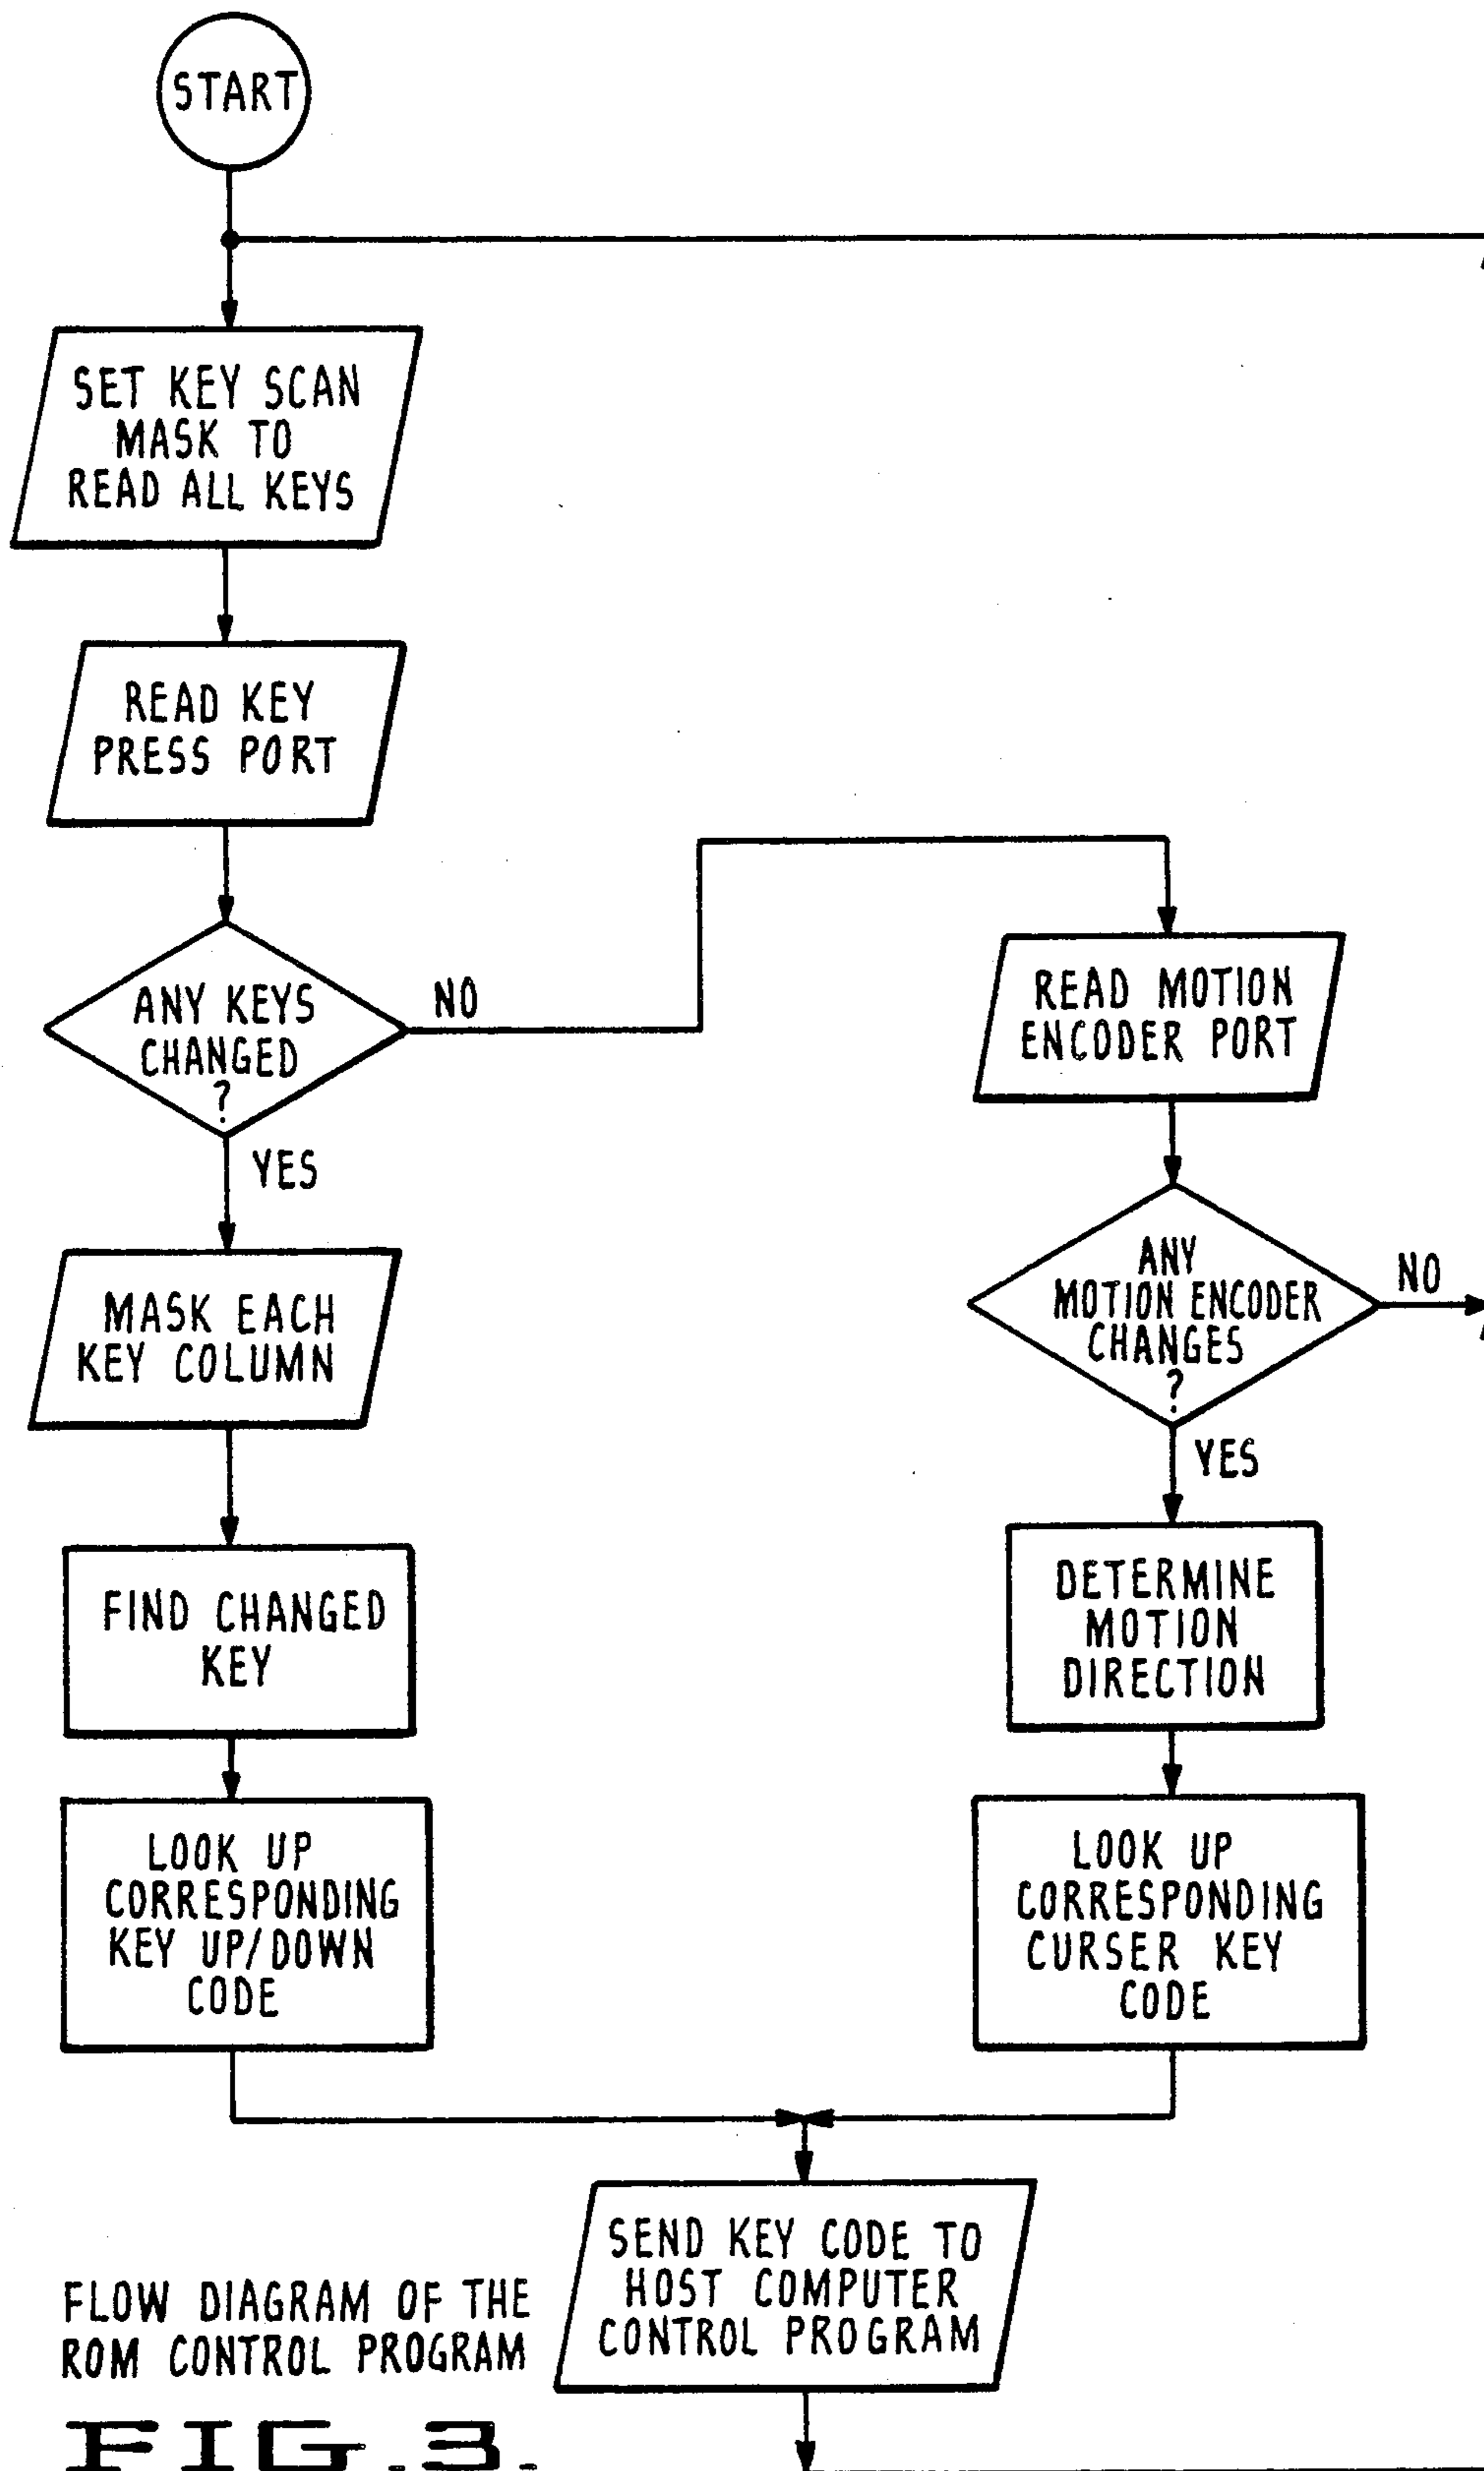 START
SET KEY SCAN
MASK TO
READ ALL KEYS
READ KEY
PRESS PORT
ANY KEYS
CHANGED
?
NO
YES
MASK EACH
KEY COLUMN
FIND CHANGED
KEY
LOOK UP
CORRESPONDING
KEY UP/DOWN
CODE
READ MOTION
ENCODER PORT
ANY
MOTION ENCODER
CHANGES
?
NO
YES
DETERMINE
MOTION
DIRECTION
LOOK UP
CORRESPONDING
CURSER KEY
CODE
SEND KEY CODE TO
HOST COMPUTER
CONTROL PROGRAM
FLOW DIAGRAM OF THE
ROM CONTROL PROGRAM
FIG.3.